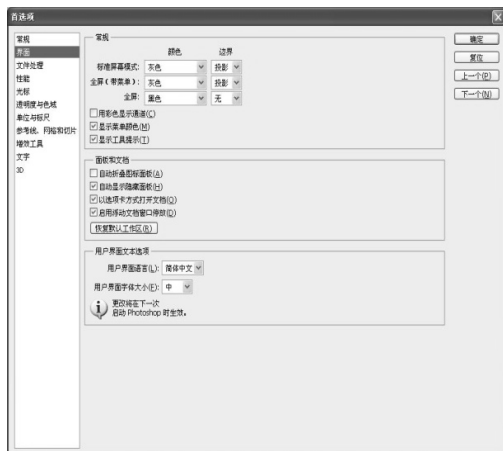 首选项
常规
界面
文件处理
性能
光标
透明度与色域
单位与标尺
参考线、网格和切片
增效工具
文字
3D
常规
颜色 边界
标准屏幕模式: 灰色 投影
全屏（带菜单）: 灰色 投影
全屏: 黑色 无
用彩色显示通道(C)
显示菜单颜色(M)
显示工具提示(T)
面板和文档
自动折叠图标面板(A)
自动显示隐藏面板(H)
以选项卡方式打开文档(O)
启用浮动文档窗口停放(D)
恢复默认工作区(R)
用户界面文本选项
用户界面语言(L): 简体中文
用户界面字体大小(F): 中
更改将在下一次
启动 Photoshop 时生效。
确定
复位
上一个(P)
下一个(N)